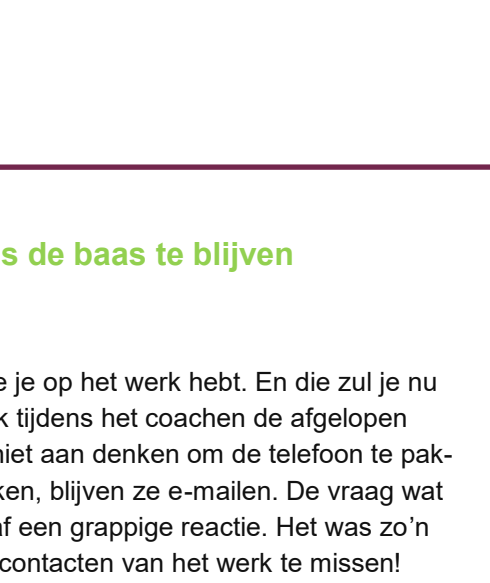 s de baas te blijven
e je op het werk hebt. En die zul je nu
k tijdens het coachen de afgelopen
niet aan denken om de telefoon te pak-
ken, blijven ze e-mailen. De vraag wat
af een grappige reactie. Het was zo’n
contacten van het werk te missen!